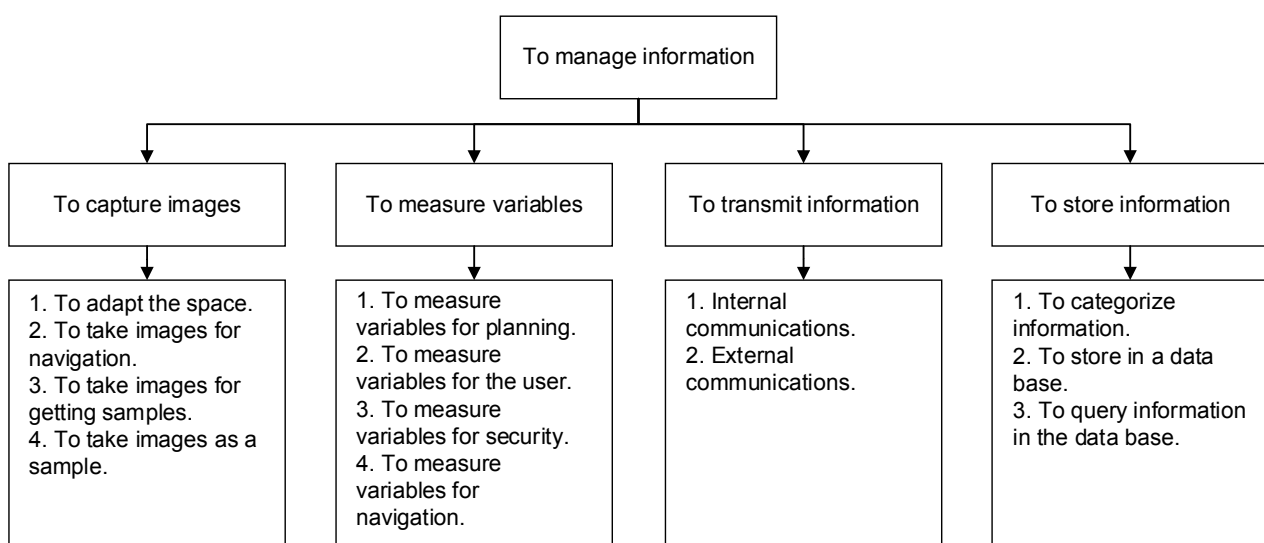 To manage information
To capture images
To measure variables
To transmit information
To store information
1. To adapt the space.
2. To take images for
navigation.
3. To take images for
getting samples.
4. To take images as a
sample.
1. To measure
variables for planning.
2. To measure
variables for the user.
3. To measure
variables for security.
4. To measure
variables for
navigation.
1. Internal
communications.
2. External
communications.
1. To categorize
information.
2. To store in a data
base.
3. To query information
in the data base.